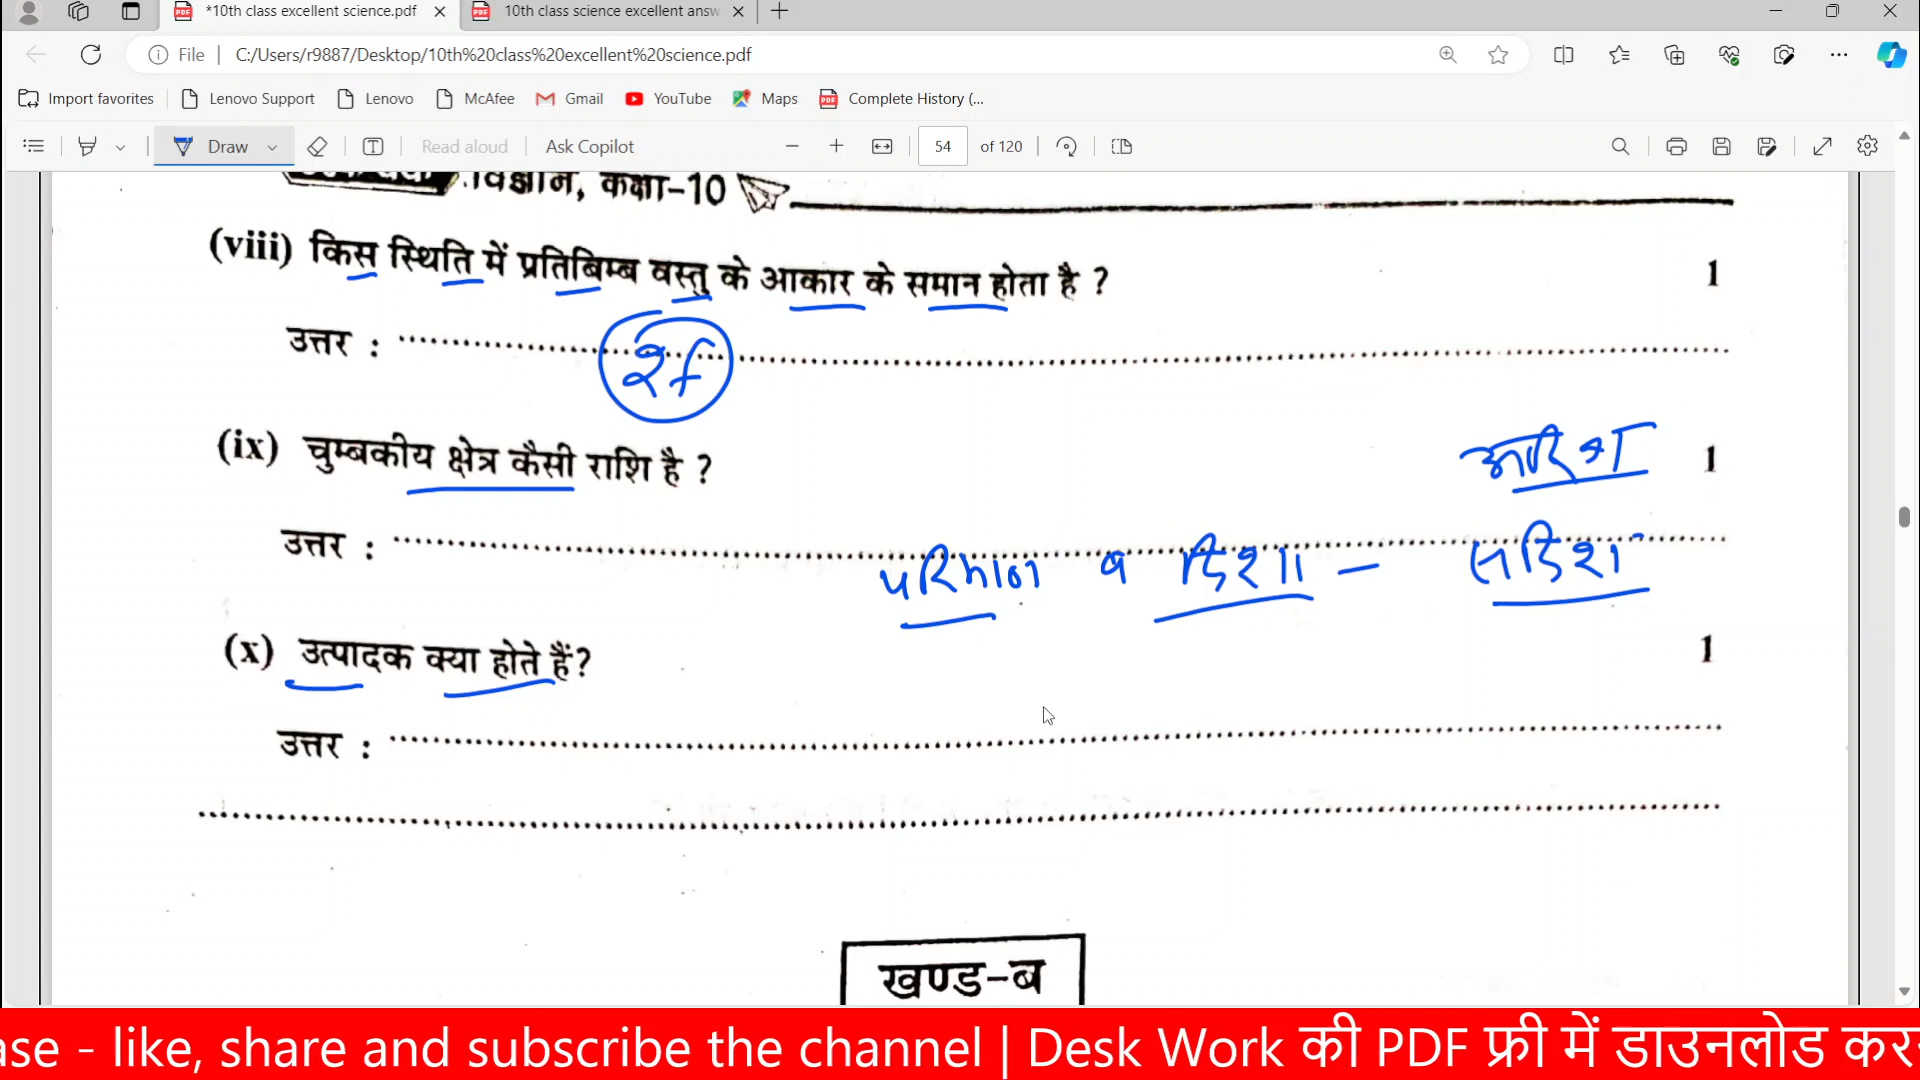 *10th class excellent science.pdf
10th class science excellent answ
File
C:/Users/r9887/Desktop/10th%20class%20excellent%20science.pdf
Import favorites
Lenovo Support
Lenovo
McAfee
Gmail
YouTube
Maps
Complete History (...
Draw
Read aloud
Ask Copilot
54 of 120
विज्ञान, कक्षा-10
(viii) किस स्थिति में प्रतिबिम्ब वस्तु के आकार के समान होता है ? 1
उत्तर :
2f
(ix) चुम्बकीय क्षेत्र कैसी राशि है ? 1
अदिश
उत्तर :
परिमाण व दिशा - सदिश
(x) उत्पादक क्या होते हैं? 1
उत्तर :
खण्ड-ब
ase - like, share and subscribe the channel | Desk Work की PDF फ्री में डाउनलोड कर